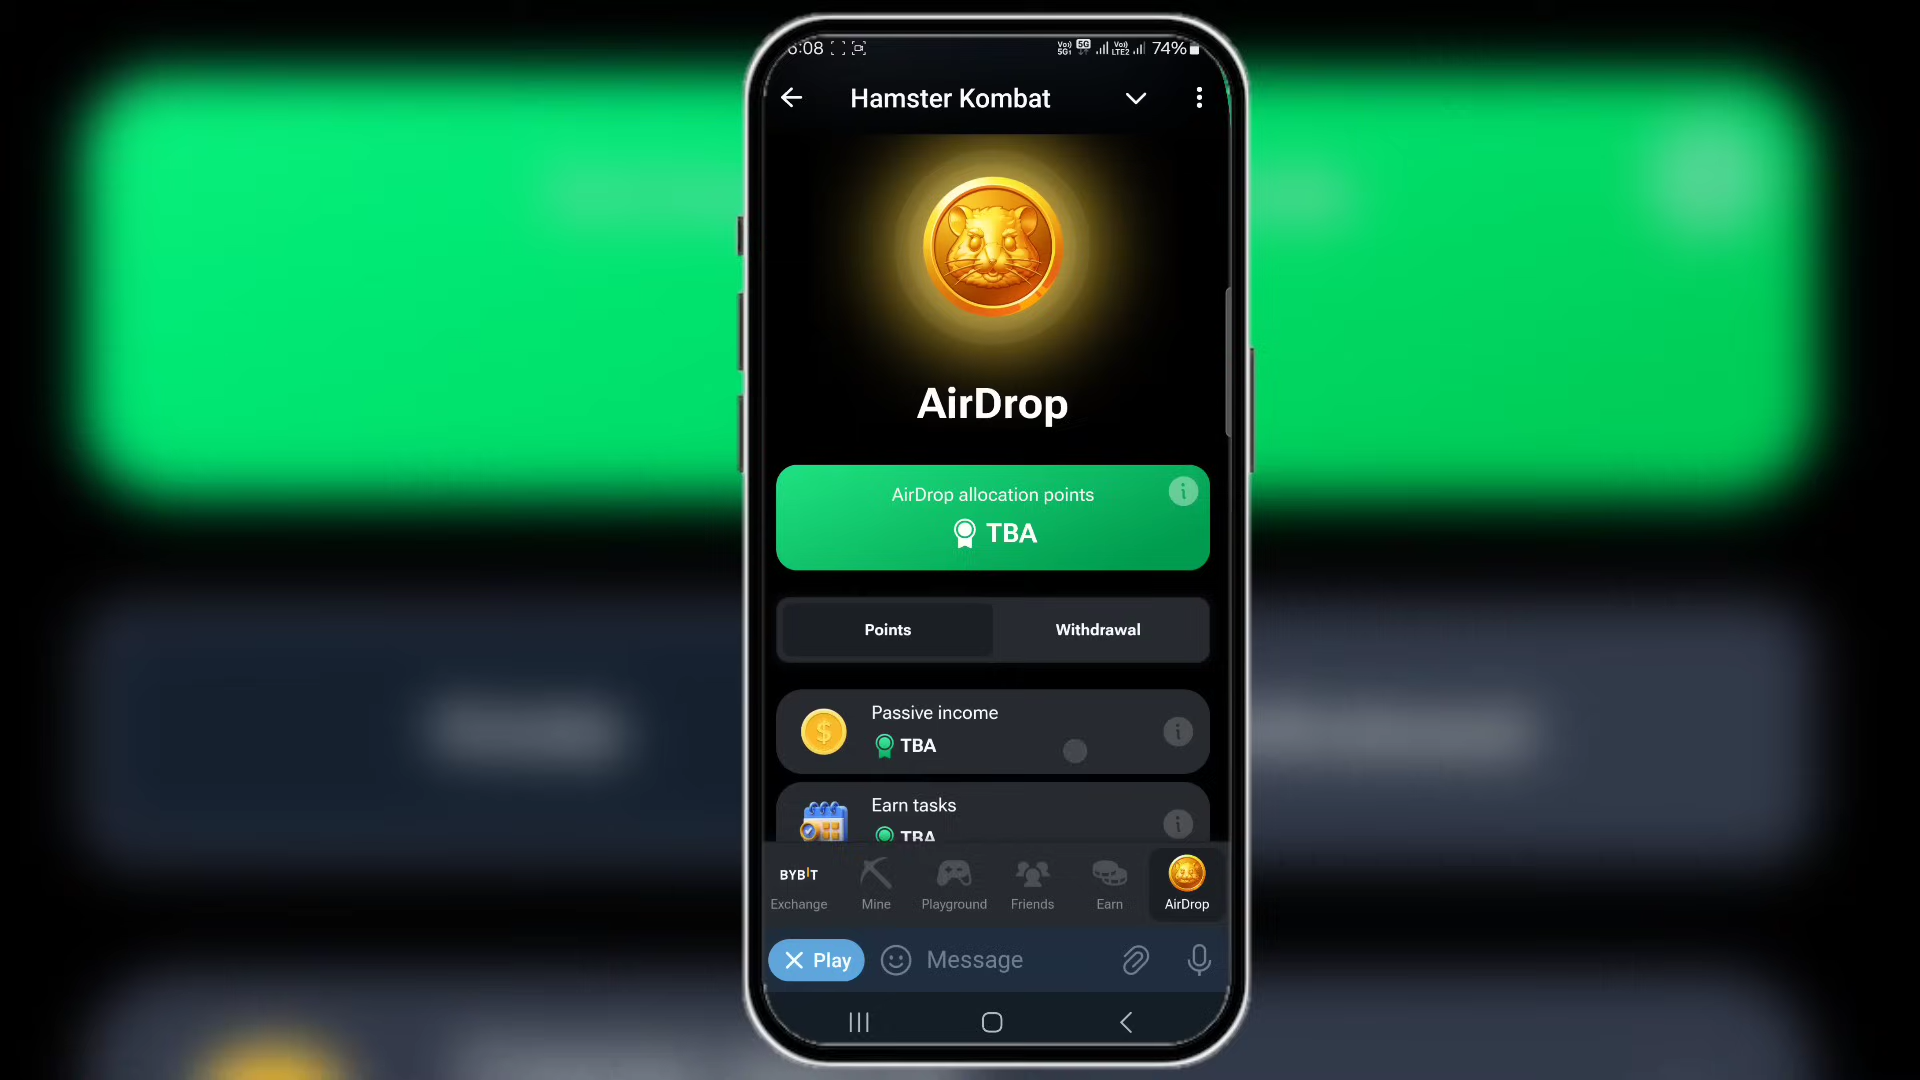 6:08 74%
Hamster Kombat
AirDrop
AirDrop allocation points
TBA
Points Withdrawal
Passive income
TBA
Earn tasks
TBA
BYBIT
Exchange Mine Playground Friends Earn AirDrop
Play Message